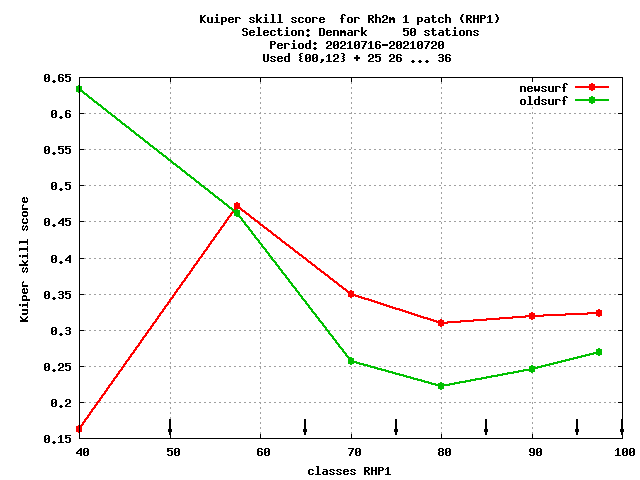 Kuiper skill score  for Rh2m 1 patch (RHP1)
Selection: Denmark     50 stations
Period: 20210716-20210720
Used {00,12} + 25 26 ... 36
newsurf
oldsurf
0.65
0.6
0.55
0.5
0.45
0.4
0.35
0.3
0.25
0.2
0.15
Kuiper skill score
40 50 60 70 80 90 100
classes RHP1